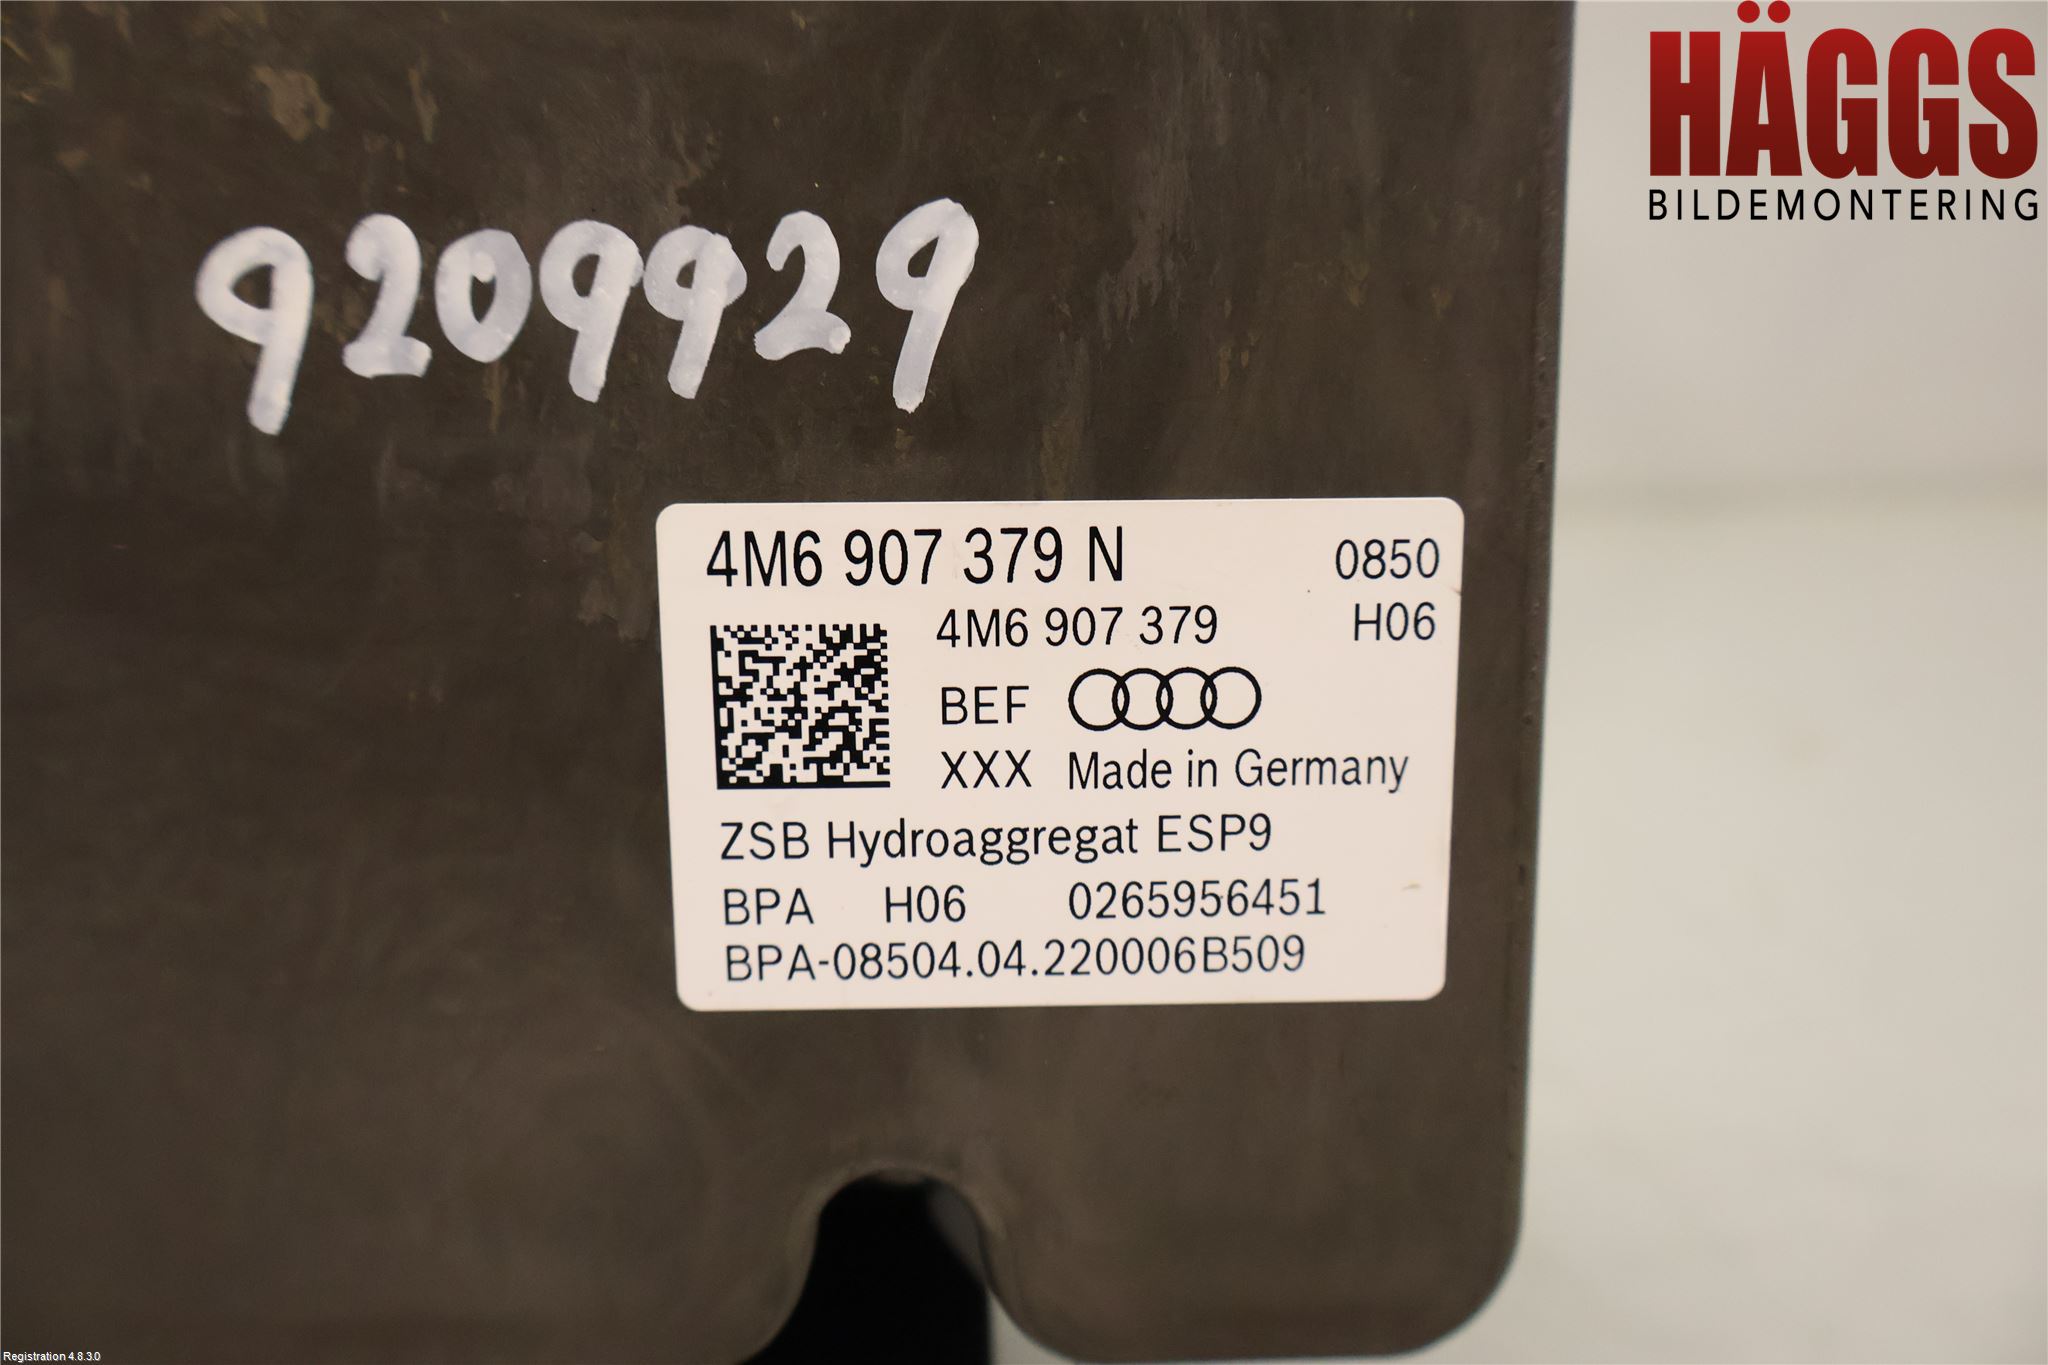 HÄGGS
BILDEMONTERING
9209929
4M6 907 379 N 0850
4M6 907 379 H06
BEF
XXX Made in Germany
ZSB Hydroaggregat ESP9
BPA H06 0265956451
BPA-08504.04.220006B509
Registration 4.8.3.0